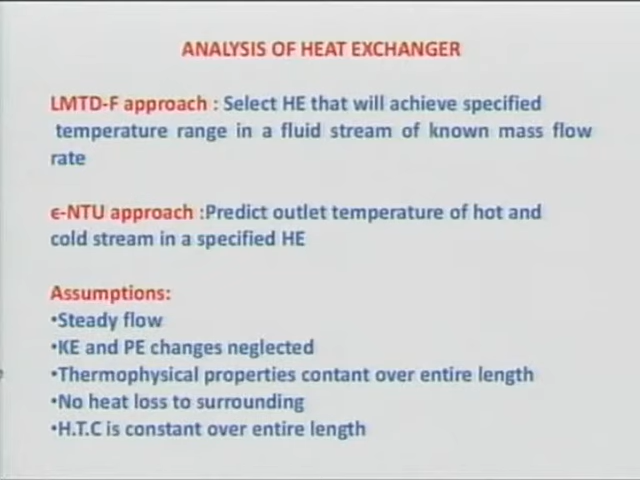 ANALYSIS OF HEAT EXCHANGER
LMTD-F approach : Select HE that will achieve specified
temperature range in a fluid stream of known mass flow
rate
ϵ-NTU approach :Predict outlet temperature of hot and
cold stream in a specified HE
Assumptions:
•Steady flow
•KE and PE changes neglected
•Thermophysical properties contant over entire length
•No heat loss to surrounding
•H.T.C is constant over entire length